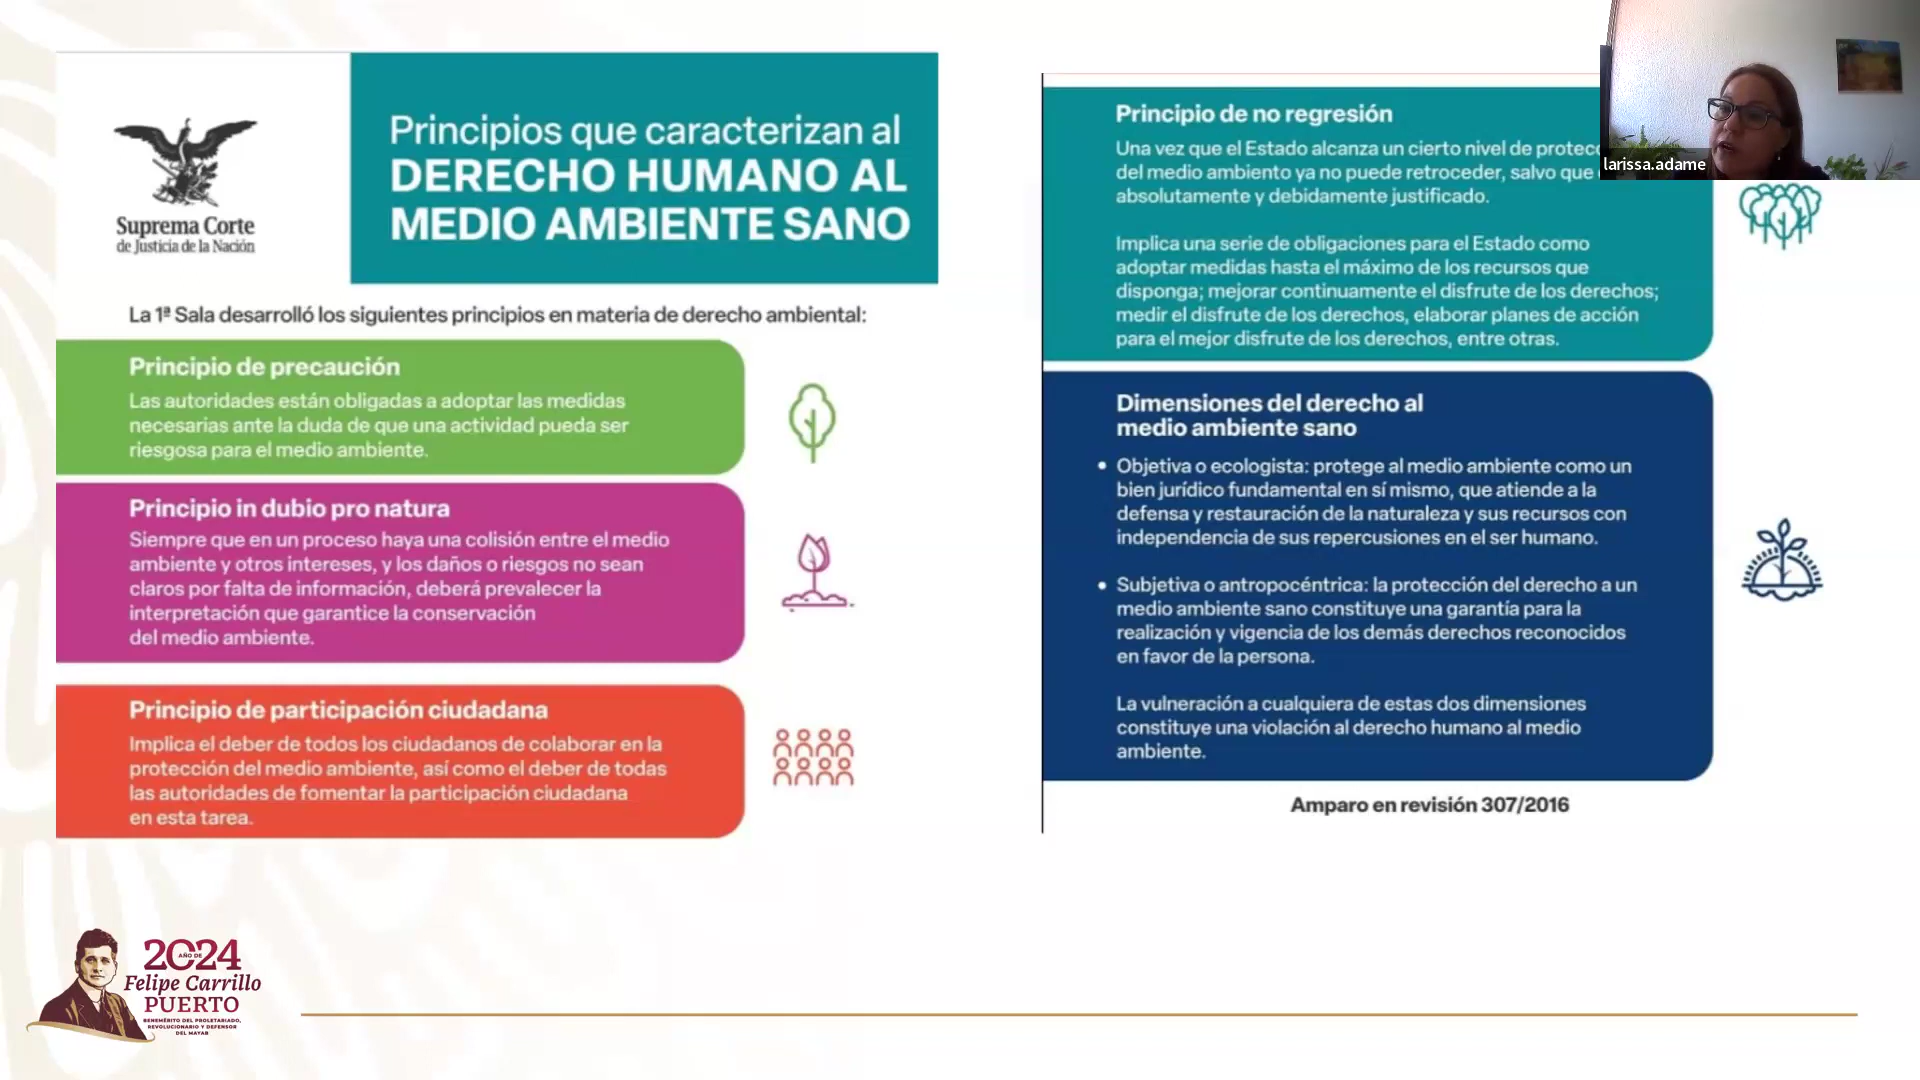 Suprema Corte
de Justicia de la Nación
Principios que caracterizan al
DERECHO HUMANO AL
MEDIO AMBIENTE SANO
La 1ª Sala desarrolló los siguientes principios en materia de derecho ambiental:
Principio de precaución
Las autoridades están obligadas a adoptar las medidas
necesarias ante la duda de que una actividad pueda ser
riesgosa para el medio ambiente.
Principio in dubio pro natura
Siempre que en un proceso haya una colisión entre el medio
ambiente y otros intereses, y los daños o riesgos no sean
claros por falta de información, deberá prevalecer la
interpretación que garantice la conservación
del medio ambiente.
Principio de participación ciudadana
Implica el deber de todos los ciudadanos de colaborar en la
protección del medio ambiente, así como el deber de todas
las autoridades de fomentar la participación ciudadana
en esta tarea.
Principio de no regresión
Una vez que el Estado alcanza un cierto nivel de
del medio ambiente ya no puede retroceder, salvo que
absolutamente y debidamente justificado.
Implica una serie de obligaciones para el Estado como
adoptar medidas hasta el máximo de los recursos que
disponga; mejorar continuamente el disfrute de los derechos;
medir el disfrute de los derechos, elaborar planes de acción
para el mejor disfrute de los derechos, entre otras.
Dimensiones del derecho al
medio ambiente sano
• Objetiva o ecologista: protege al medio ambiente como un
bien jurídico fundamental en sí mismo, que atiende a la
defensa y restauración de la naturaleza y sus recursos con
independencia de sus repercusiones en el ser humano.
• Subjetiva o antropocéntrica: la protección del derecho a un
medio ambiente sano constituye una garantía para la
realización y vigencia de los demás derechos reconocidos
en favor de la persona.
La vulneración a cualquiera de estas dos dimensiones
constituye una violación al derecho humano al medio
ambiente.
Amparo en revisión 307/2016
larissa.adame
2024
AÑO DE
Felipe Carrillo
PUERTO
BENEMÉRITO DEL PROLETARIADO,
REVOLUCIONARIO Y DEFENSOR
DEL MAYAB